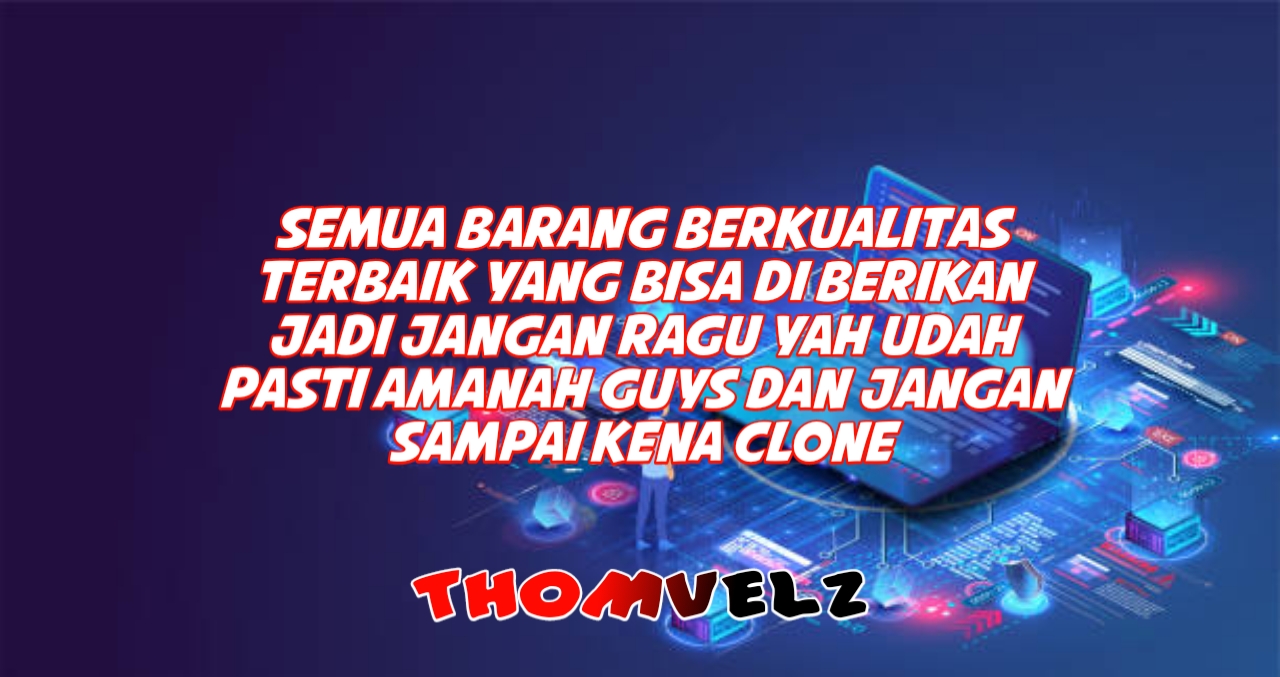 SEMUA BARANG BERKUALITAS
TERBAIK YANG BISA DI BERIKAN
JADI JANGAN RAGU YAH UDAH
PASTI AMANAH GUYS DAN JANGAN
SAMPAI KENA CLONE
THOMVELZ